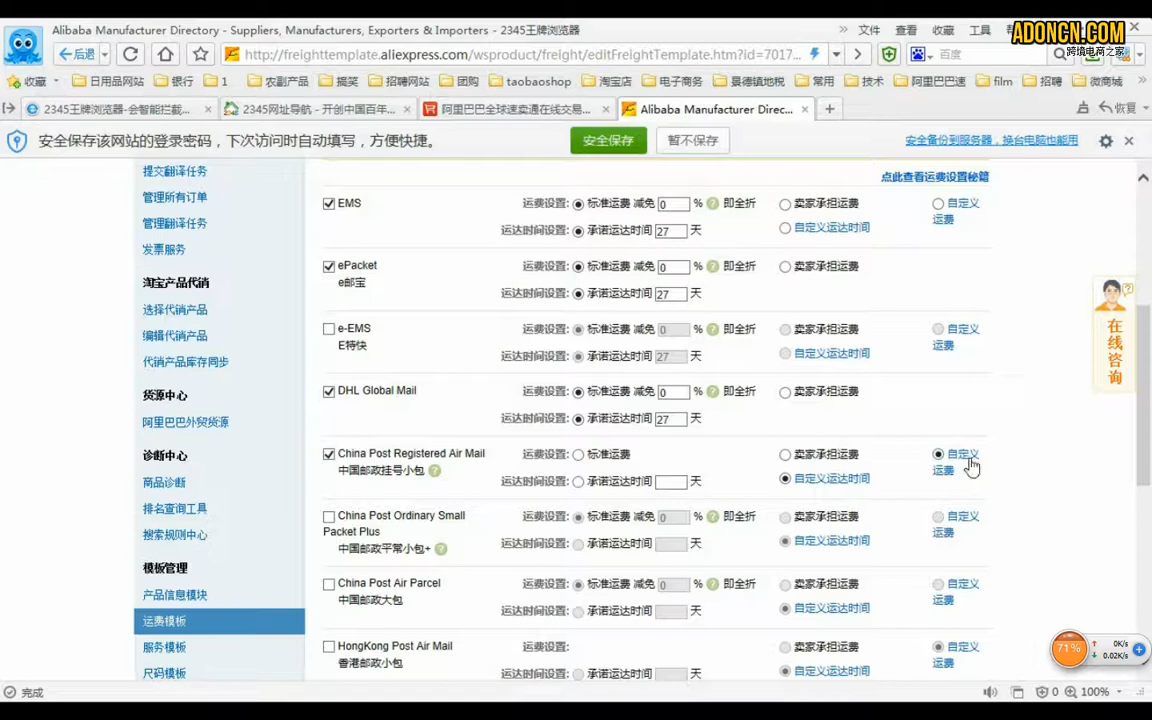 Alibaba Manufacturer Directory - Suppliers, Manufacturers, Exporters & Importers - 2345王牌浏览器
文件 查看 收藏 工具
ADONCN.COM
跨境电商之家
后退
http://freighttemplate.aliexpress.com/wsproduct/freight/editFreightTemplate.htm?id=7017...
百度
收藏 日用品网站 银行 1 农副产品 搞笑 招聘网站 团购 taobaoshop 淘宝店 电子商务 景德镇地税 常用 技术 阿里巴巴速 film 招聘 微商城
2345王牌浏览器-会智能拦截... 2345网址导航 - 开创中国百年... 阿里巴巴全球速卖通在线交易... Alibaba Manufacturer Direc... 恢复
安全保存该网站的登录密码，下次访问时自动填写，方便快捷。 安全保存 暂不保存 安全备份到服务器，换台电脑也能用
提交翻译任务
管理所有订单
管理翻译任务
发票服务
淘宝产品代销
选择代销产品
编辑代销产品
代销产品库存同步
货源中心
阿里巴巴外贸货源
诊断中心
商品诊断
排名查询工具
搜索规则中心
模板管理
产品信息模块
运费模板
服务模板
尺码模板
点此查看运费设置秘籍
EMS 运费设置: 标准运费 减免 0 % 即全折 卖家承担运费 自定义
运费
运达时间设置: 承诺运达时间 27 天 自定义运达时间
ePacket 运费设置: 标准运费 减免 0 % 即全折 卖家承担运费
e邮宝
运达时间设置: 承诺运达时间 27 天
e-EMS 运费设置: 标准运费 减免 0 % 即全折 卖家承担运费 自定义
E特快 运费
运达时间设置: 承诺运达时间 27 天 自定义运达时间
DHL Global Mail 运费设置: 标准运费 减免 0 % 即全折 卖家承担运费
运达时间设置: 承诺运达时间 27 天
China Post Registered Air Mail 运费设置: 标准运费 卖家承担运费 自定义
中国邮政挂号小包 运费
运达时间设置: 承诺运达时间 天 自定义运达时间
China Post Ordinary Small 运费设置: 标准运费 减免 0 % 即全折 卖家承担运费 自定义
Packet Plus 运费
中国邮政平常小包+ 运达时间设置: 承诺运达时间 天 自定义运达时间
China Post Air Parcel 运费设置: 标准运费 减免 0 % 即全折 卖家承担运费 自定义
中国邮政大包 运费
运达时间设置: 承诺运达时间 天 自定义运达时间
HongKong Post Air Mail 运费设置: 卖家承担运费 自定义
香港邮政小包 运费
运达时间设置: 承诺运达时间 天 自定义运达时间
在线咨询
71% 0K/s
0.02K/s
完成 0 100%